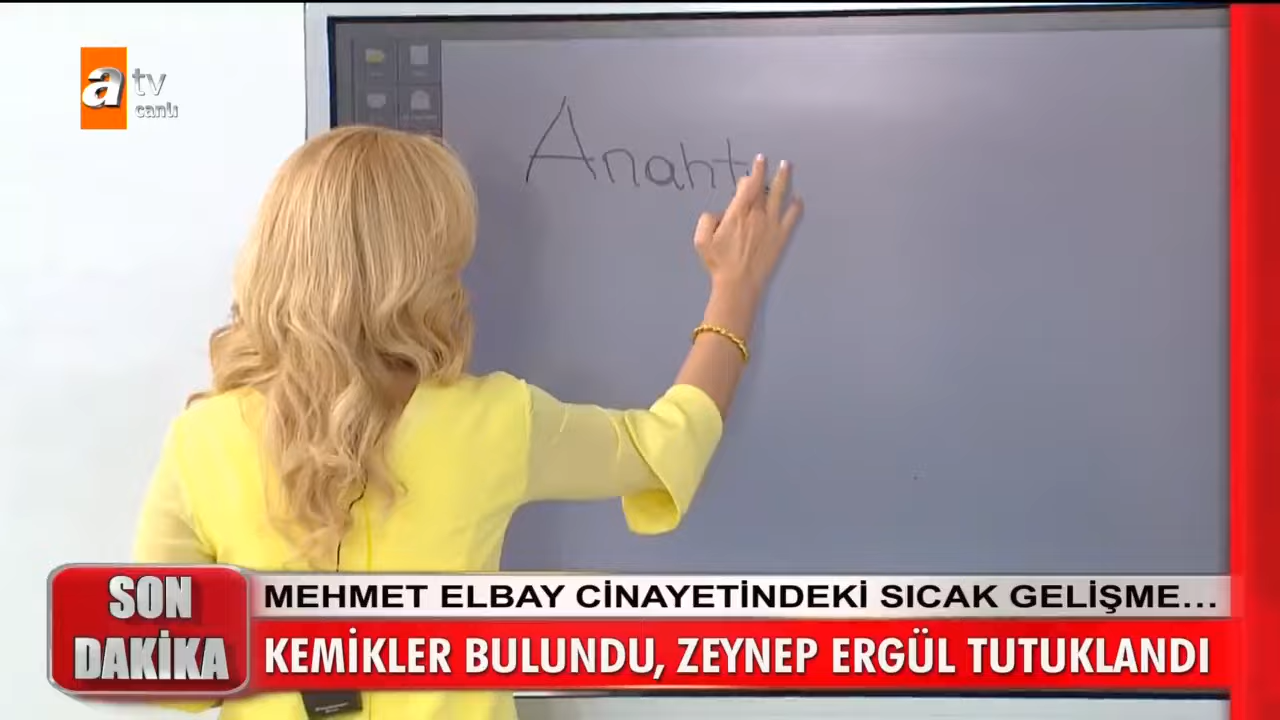 a tv
canlı
Anaht
SON DAKİKA
MEHMET ELBAY CİNAYETİNDEKİ SICAK GELİŞME...
KEMİKLER BULUNDU, ZEYNEP ERGÜL TUTUKLANDI